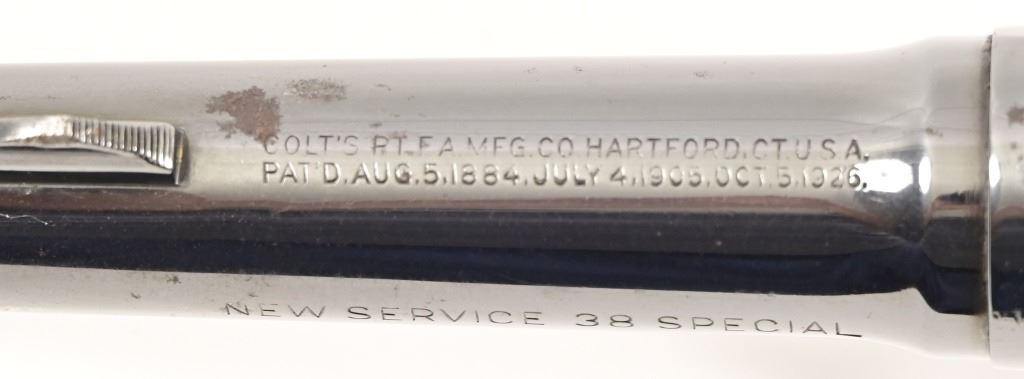 COLT'S PT.F.A.MFG.CO.HARTFORD.CT.U.S.A.
PAT'D.AUG.5.1884.JULY 4.1905.OCT.5.1926.
NEW SERVICE 38 SPECIAL